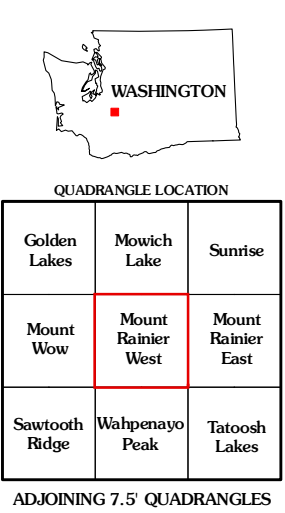 WASHINGTON
QUADRANGLE LOCATION
Golden
Lakes
Mowich
Lake
Sunrise
Mount
Wow
Mount
Rainier
West
Mount
Rainier
East
Sawtooth
Ridge
Wahpenayo
Peak
Tatoosh
Lakes
ADJOINING 7.5' QUADRANGLES